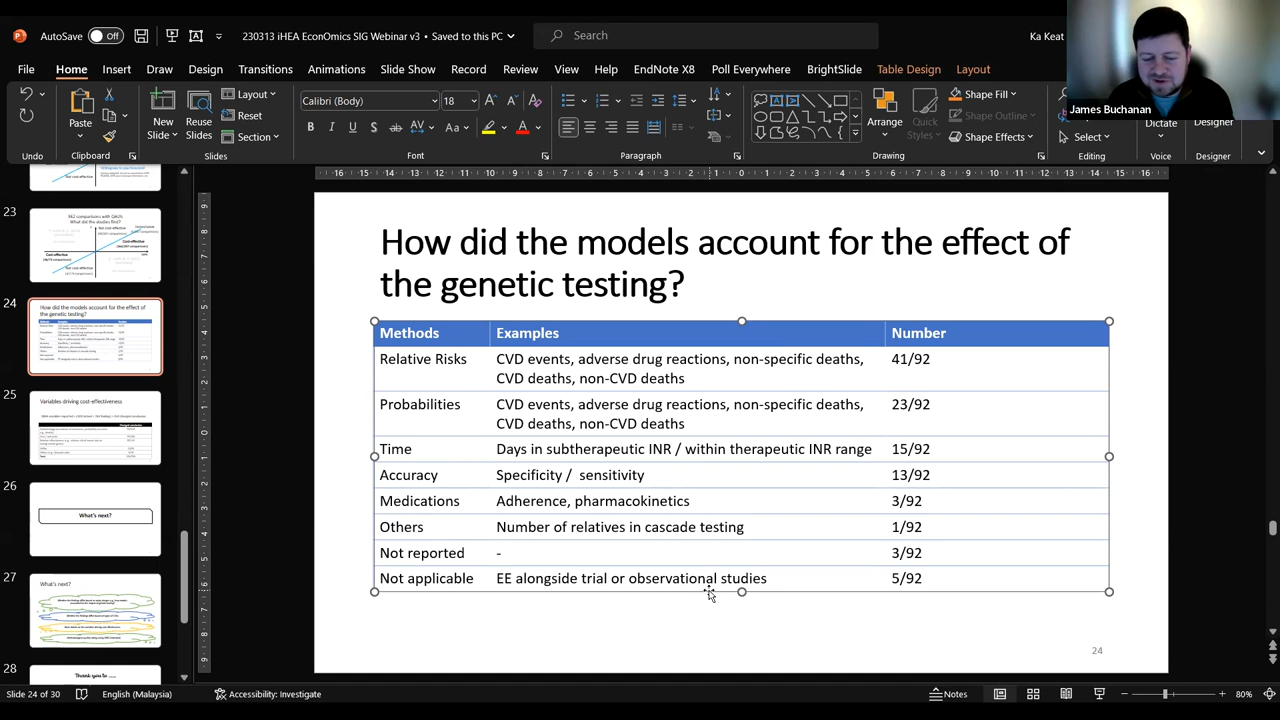 AutoSave Off 230313 iHEA EconOmics SIG Webinar v3 • Saved to this PC Search Ka Keat
File Home Insert Draw Design Transitions Animations Slide Show Record Review View Help EndNote X8 Poll Everywhere BrightSlide Table Design Layout
James Buchanan
Paste New Slide Reuse Slides Layout Reset Section
Calibri (Body) 18
Arrange Quick Styles Shape Fill Shape Outline Shape Effects
Select Dictate Designer
Undo Clipboard Slides Font Paragraph Drawing Editing Voice Designer
23
24
25
Variables driving cost-effectiveness
26
What's next?
27
What's next?
28
Thank you to .....
How did the models account for the effect of
the genetic testing?
Methods Examples Number
Relative Risks CVD events, adverse drug reactions, non-specific deaths, 41/92
CVD deaths, non-CVD deaths
Probabilities CVD events, adverse drug reactions, non-specific deaths, 23/92
CVD deaths, non-CVD deaths
Time Days in subtherapeutic INR / within therapeutic INR range 15/92
Accuracy Specificity / sensitivity 13/92
Medications Adherence, pharmacokinetics 3/92
Others Number of relatives in cascade testing 1/92
Not reported - 3/92
Not applicable EE alongside trial or observational studies 5/92
24
Slide 24 of 30 English (Malaysia) Accessibility: Investigate Notes 80%